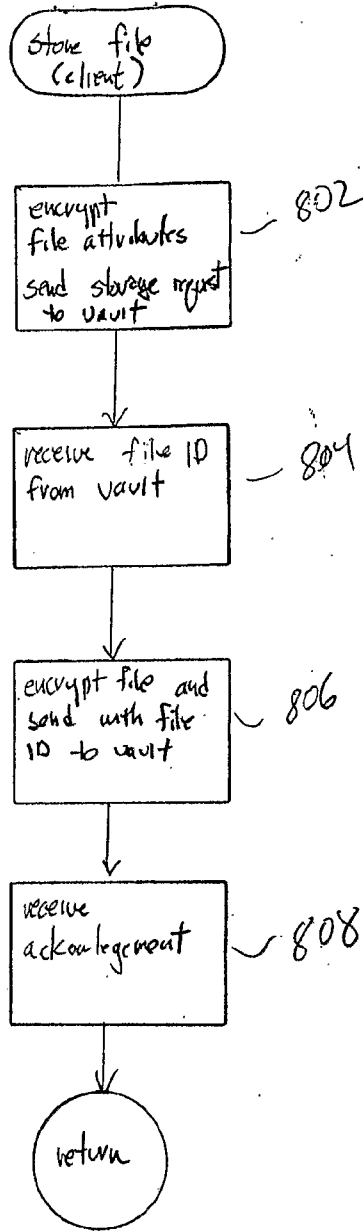 store file
(client)
encrypt
file attributes
send storage request
to vault
802
receive file ID
from vault
804
encrypt file and
send with file
ID to vault
806
receive
acknowlegement
808
return